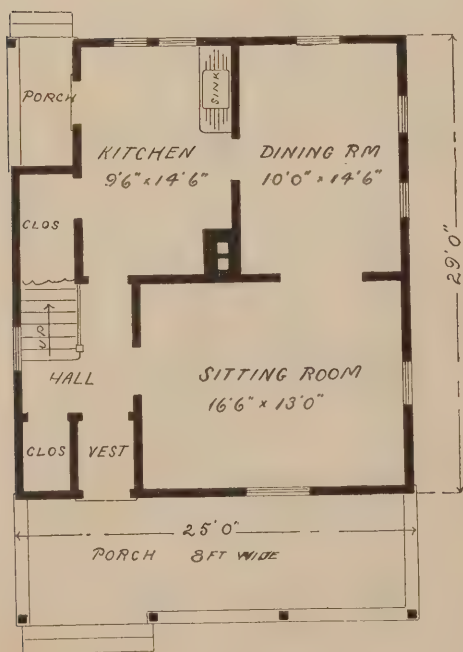 PORCH
SINK
KITCHEN
9'6" x 14'6"
DINING RM
10'0" x 14'6"
CLOS
29'0"
UP
HALL
SITTING ROOM
16'6" x 13'0"
CLOS
VEST
25'0"
PORCH 8FT WIDE